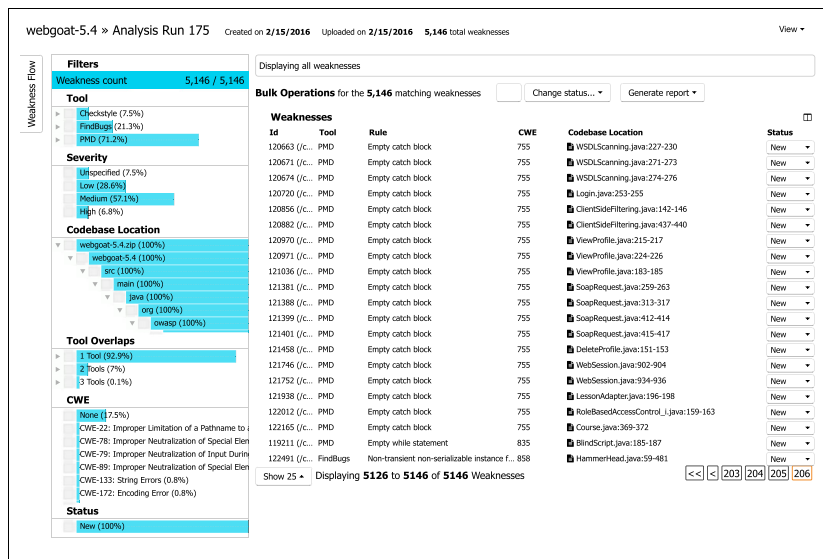 webgoat-5.4 » Analysis Run 175 Created on 2/15/2016 Uploaded on 2/15/2016 5,146 total weaknesses View
Weakness Flow
Filters
Weakness count 5,146 / 5,146
Tool
Checkstyle (7.5%)
FindBugs (21.3%)
PMD (71.2%)
Severity
Unspecified (7.5%)
Low (28.6%)
Medium (57.1%)
High (6.8%)
Codebase Location
webgoat-5.4.zip (100%)
webgoat-5.4 (100%)
src (100%)
main (100%)
java (100%)
org (100%)
owasp (100%)
Tool Overlaps
1 Tool (92.9%)
2 Tools (7%)
3 Tools (0.1%)
CWE
None (17.5%)
CWE-22: Improper Limitation of a Pathname to a
CWE-78: Improper Neutralization of Special Elen
CWE-79: Improper Neutralization of Input During
CWE-89: Improper Neutralization of Special Elen
CWE-133: String Errors (0.8%)
CWE-172: Encoding Error (0.8%)
Status
New (100%)
Displaying all weaknesses
Bulk Operations for the 5,146 matching weaknesses Change status... Generate report
Weaknesses
Id Tool Rule CWE Codebase Location Status
120663 (/c... PMD Empty catch block 755 WSDLScanning.java:227-230 New
120671 (/c... PMD Empty catch block 755 WSDLScanning.java:271-273 New
120674 (/c... PMD Empty catch block 755 WSDLScanning.java:274-276 New
120720 (/c... PMD Empty catch block 755 Login.java:253-255 New
120856 (/c... PMD Empty catch block 755 ClientSideFiltering.java:142-146 New
120882 (/c... PMD Empty catch block 755 ClientSideFiltering.java:437-440 New
120970 (/c... PMD Empty catch block 755 ViewProfile.java:215-217 New
120971 (/c... PMD Empty catch block 755 ViewProfile.java:224-226 New
121036 (/c... PMD Empty catch block 755 ViewProfile.java:183-185 New
121381 (/c... PMD Empty catch block 755 SoapRequest.java:259-263 New
121388 (/c... PMD Empty catch block 755 SoapRequest.java:313-317 New
121399 (/c... PMD Empty catch block 755 SoapRequest.java:412-414 New
121401 (/c... PMD Empty catch block 755 SoapRequest.java:415-417 New
121458 (/c... PMD Empty catch block 755 DeleteProfile.java:151-153 New
121746 (/c... PMD Empty catch block 755 WebSession.java:902-904 New
121752 (/c... PMD Empty catch block 755 WebSession.java:934-936 New
121938 (/c... PMD Empty catch block 755 LessonAdapter.java:196-198 New
122012 (/c... PMD Empty catch block 755 RoleBasedAccessControl_i.java:159-163 New
122165 (/c... PMD Empty catch block 755 Course.java:369-372 New
119211 (/c... PMD Empty while statement 835 BlindScript.java:185-187 New
122491 (/c... FindBugs Non-transient non-serializable instance f... 858 HammerHead.java:59-481 New
Show 25 Displaying 5126 to 5146 of 5146 Weaknesses << < 203 204 205 206